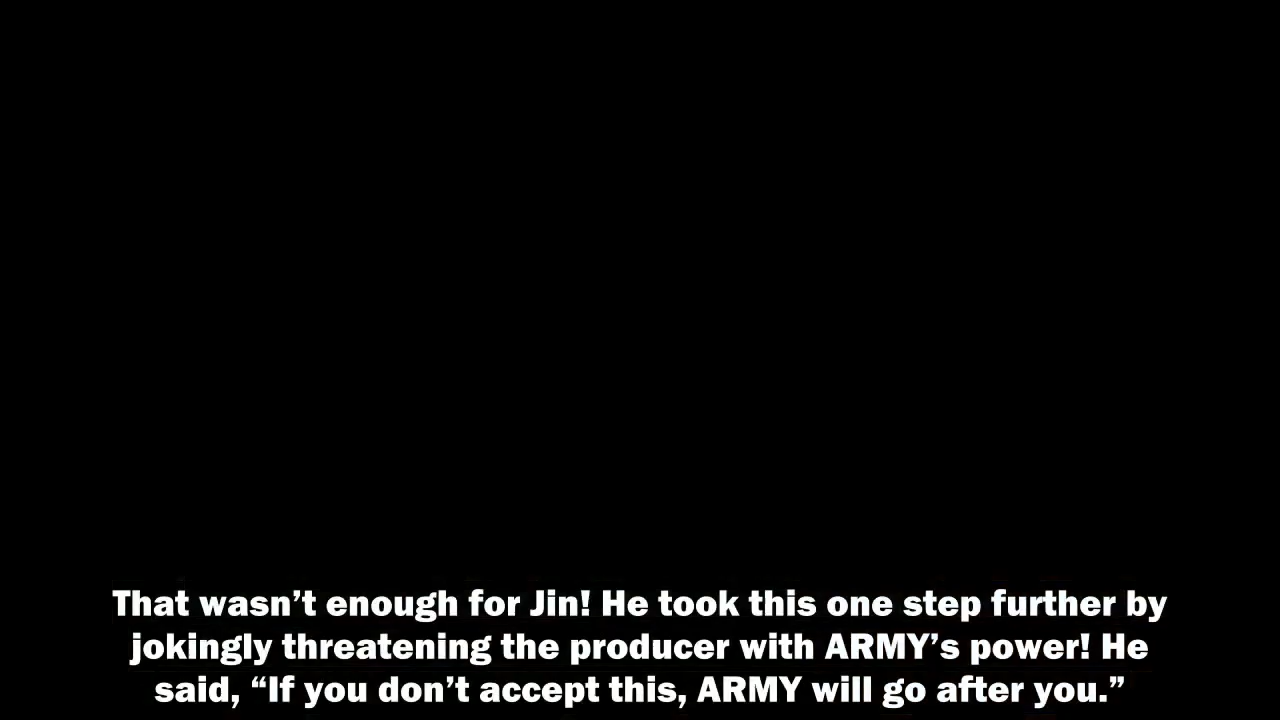 That wasn’t enough for Jin! He took this one step further by
jokingly threatening the producer with ARMY’s power! He
said, “If you don’t accept this, ARMY will go after you.”